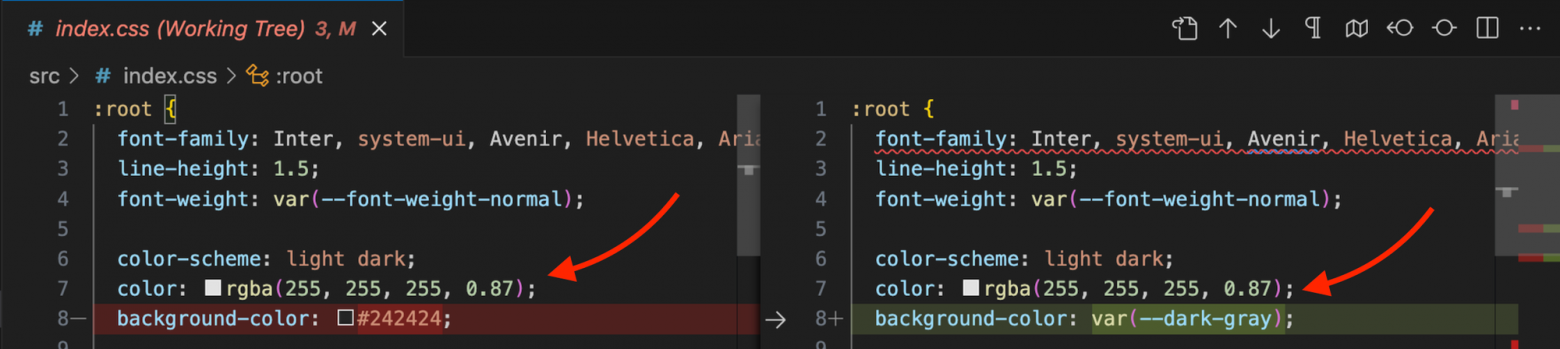 # index.css (Working Tree) 3, M
src > # index.css > :root
1 :root {
2 font-family: Inter, system-ui, Avenir, Helvetica, Aria
3 line-height: 1.5;
4 font-weight: var(--font-weight-normal);
5
6 color-scheme: light dark;
7 color: rgba(255, 255, 255, 0.87);
8— background-color: #242424;
9
1 :root {
2 font-family: Inter, system-ui, Avenir, Helvetica, Aria
3 line-height: 1.5;
4 font-weight: var(--font-weight-normal);
5
6 color-scheme: light dark;
7 color: rgba(255, 255, 255, 0.87);
8+ background-color: var(--dark-gray);
9